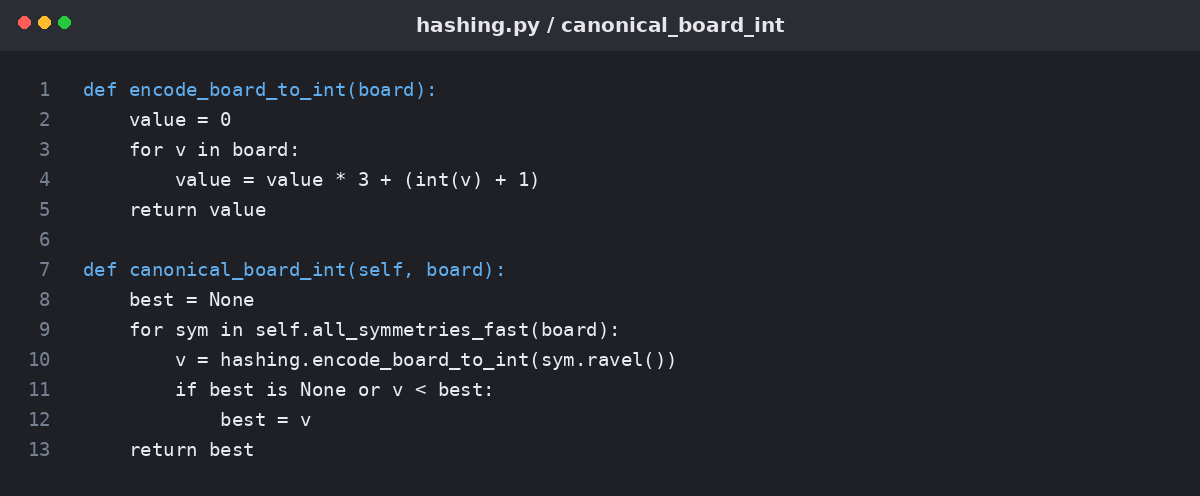 hashing.py / canonical_board_int
1 def encode_board_to_int(board):
2     value = 0
3     for v in board:
4         value = value * 3 + (int(v) + 1)
5     return value
6
7 def canonical_board_int(self, board):
8     best = None
9     for sym in self.all_symmetries_fast(board):
10         v = hashing.encode_board_to_int(sym.ravel())
11         if best is None or v < best:
12             best = v
13     return best